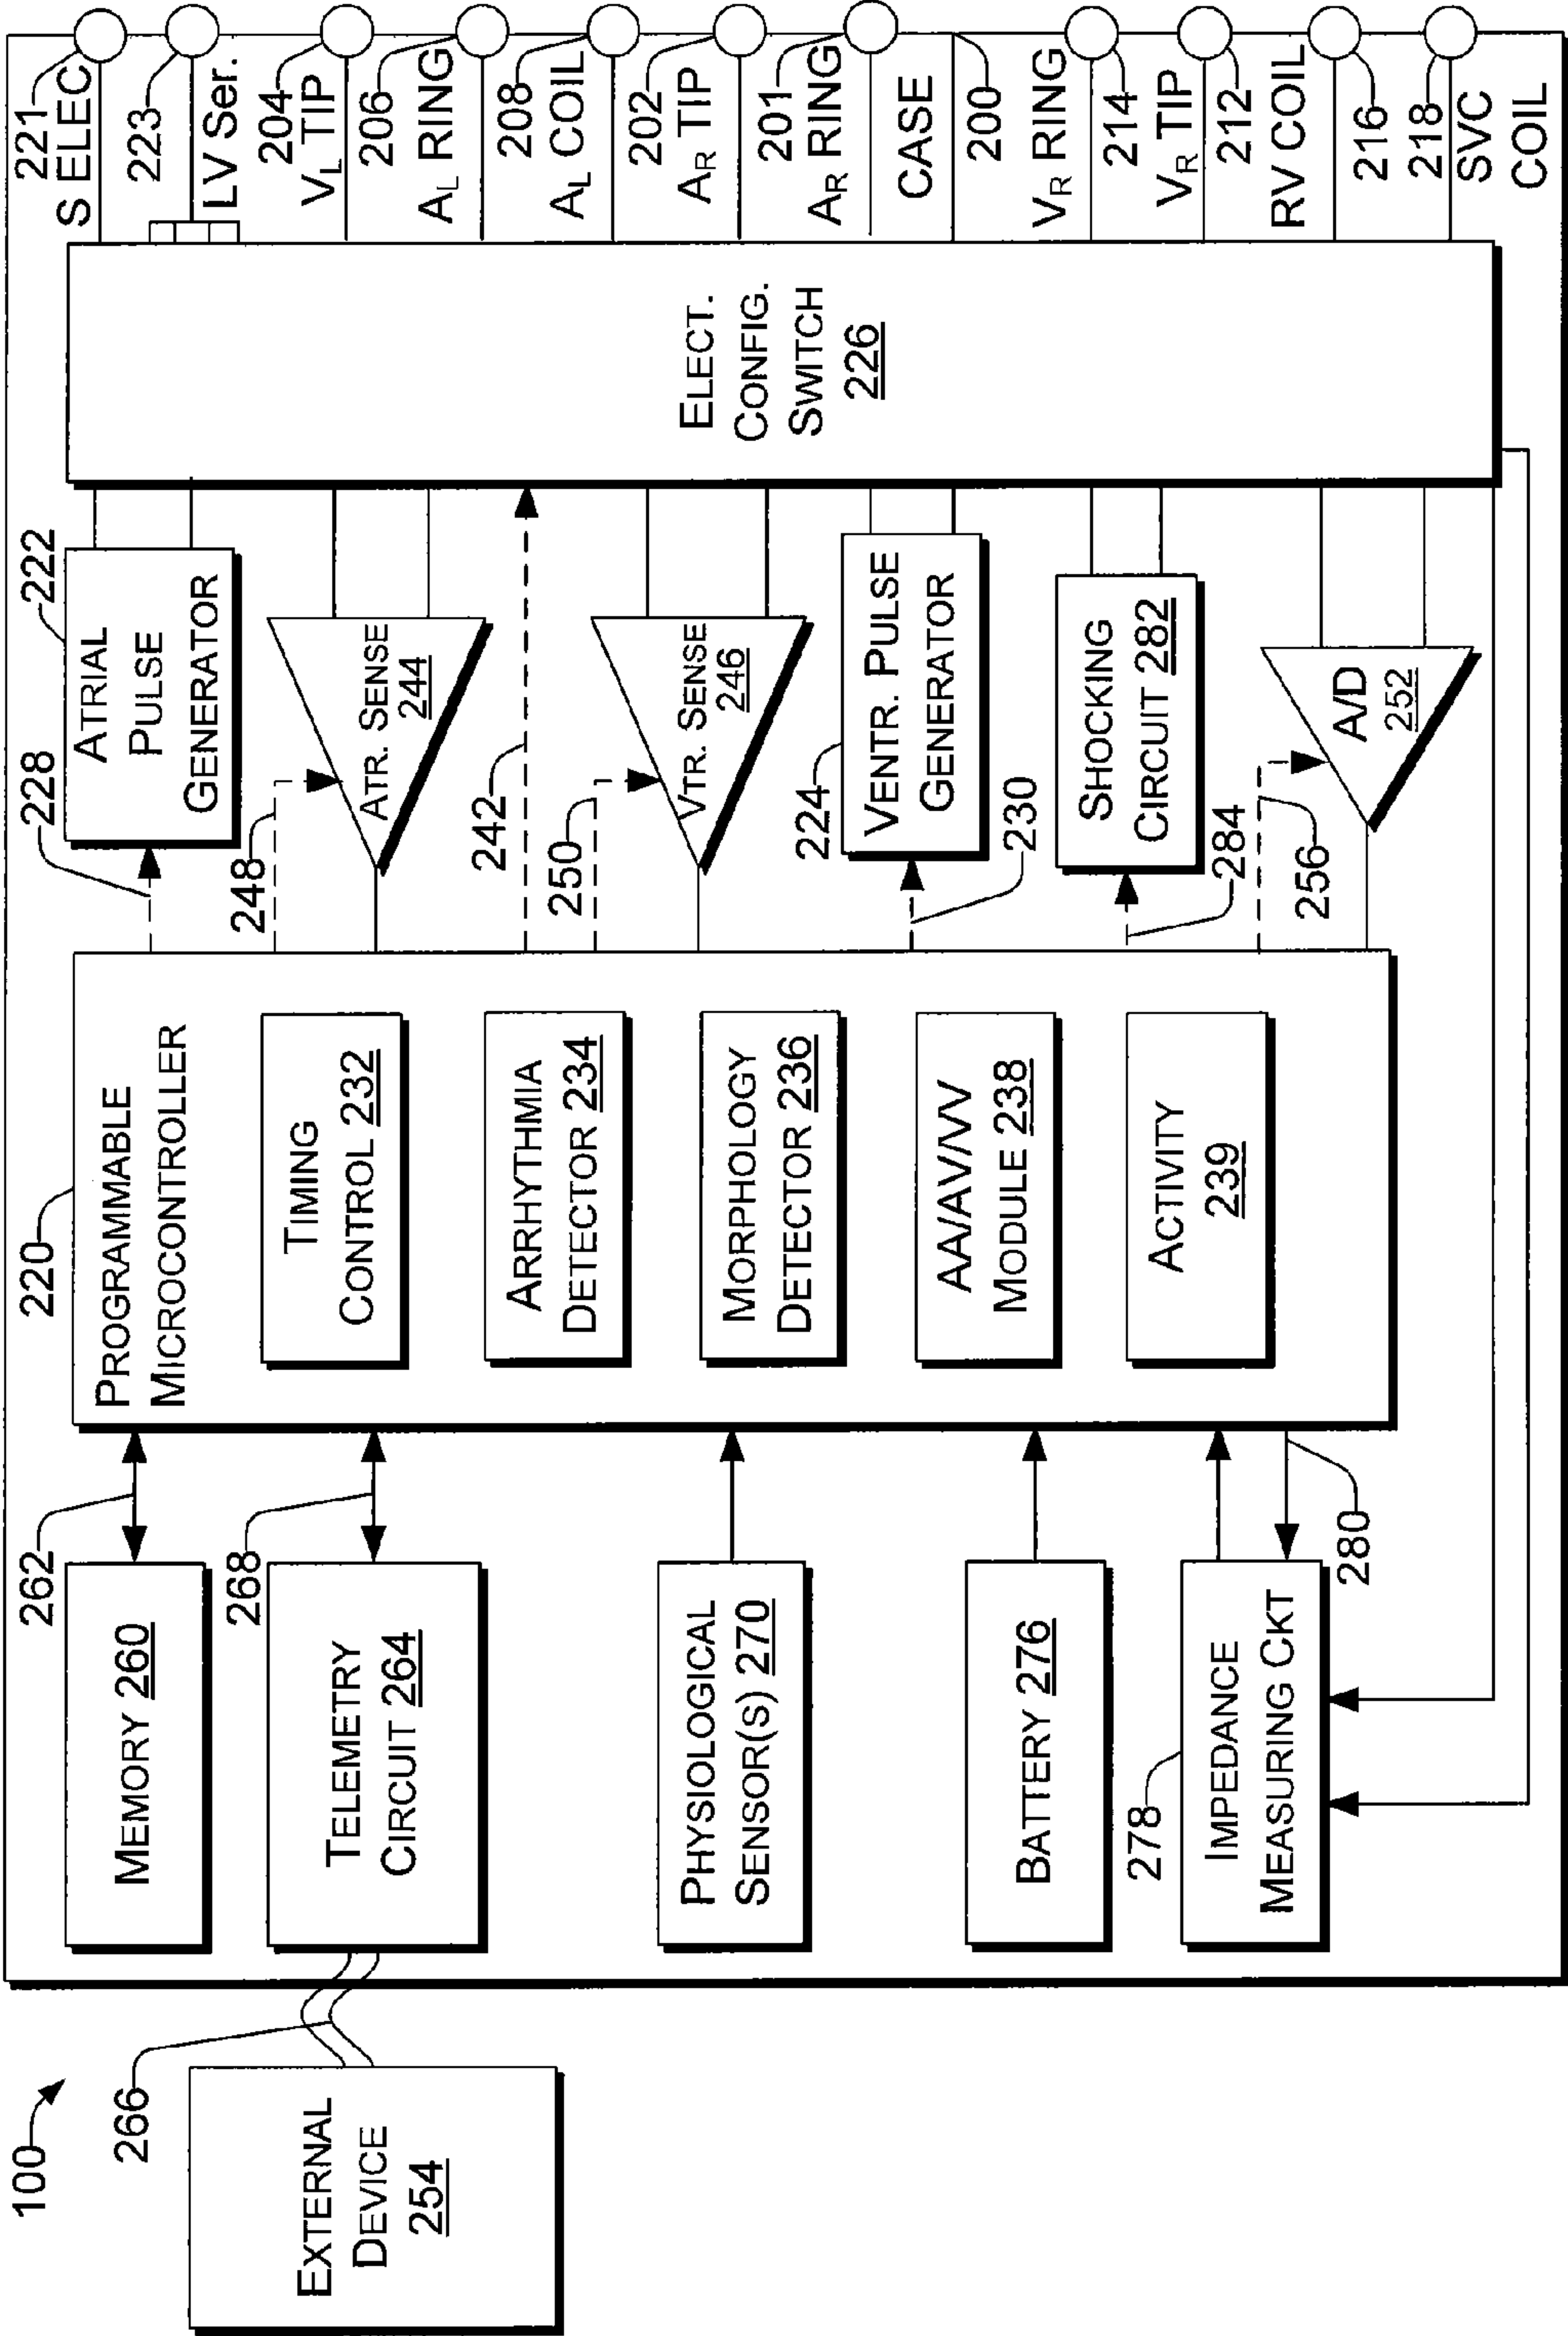 100
EXTERNAL
DEVICE
254
266
MEMORY 260
262
TELEMETRY
CIRCUIT 264
268
PHYSIOLOGICAL
SENSOR(S) 270
BATTERY 276
278
IMPEDANCE
MEASURING CKT
280
220
PROGRAMMABLE
MICROCONTROLLER
TIMING
CONTROL 232
ARRHYTHMIA
DETECTOR 234
MORPHOLOGY
DETECTOR 236
AA/AV/VV
MODULE 238
ACTIVITY
239
228
222
ATRIAL
PULSE
GENERATOR
248
ATR. SENSE
244
242
250
VTR. SENSE
246
224
VENTR. PULSE
GENERATOR
230
SHOCKING
CIRCUIT 282
284
256
A/D
252
ELECT.
CONFIG.
SWITCH
226
221
S ELEC
223
LV Ser.
204
VL TIP
206
AL RING
208
AL COIL
202
AR TIP
201
AR RING
CASE
200
VR RING
214
VR TIP
212
RV COIL
216
218
SVC
COIL